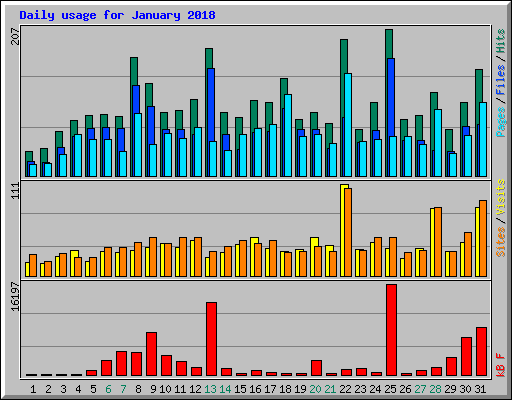 Daily usage for January 2018
207
Pages / Files / Hits
111
Sites / Visits
16197
kB F
1 2 3 4 5 6 7 8 9 10 11 12 13 14 15 16 17 18 19 20 21 22 23 24 25 26 27 28 29 30 31